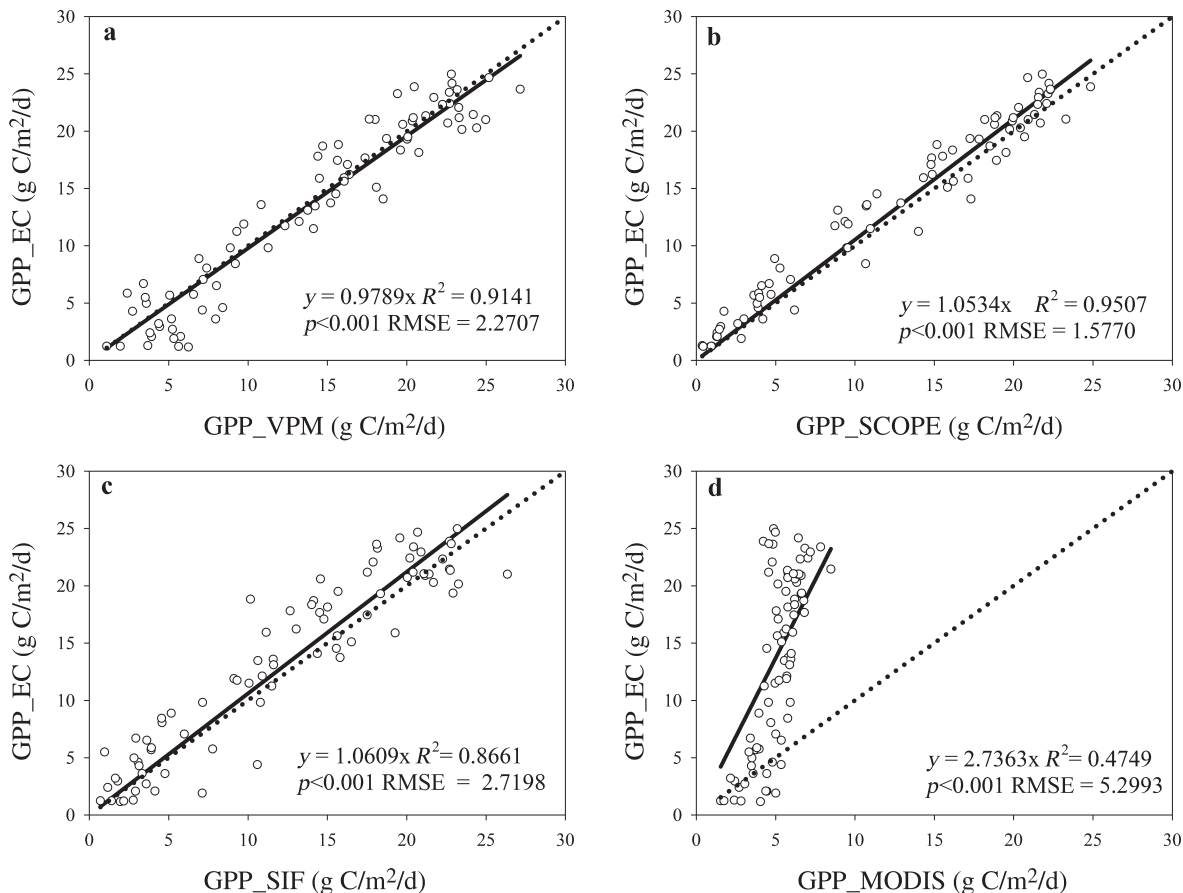 a
GPP_EC (g C/m²/d)
30
25
20
15
10
5
0
y = 0.9789x R² = 0.9141
p<0.001 RMSE = 2.2707
0 5 10 15 20 25 30
GPP_VPM (g C/m²/d)
b
GPP_EC (g C/m²/d)
30
25
20
15
10
5
0
y = 1.0534x R² = 0.9507
p<0.001 RMSE = 1.5770
0 5 10 15 20 25 30
GPP_SCOPE (g C/m²/d)
c
GPP_EC (g C/m²/d)
30
25
20
15
10
5
0
y = 1.0609x R² = 0.8661
p<0.001 RMSE = 2.7198
0 5 10 15 20 25 30
GPP_SIF (g C/m²/d)
d
GPP_EC (g C/m²/d)
30
25
20
15
10
5
0
y = 2.7363x R² = 0.4749
p<0.001 RMSE = 5.2993
0 5 10 15 20 25 30
GPP_MODIS (g C/m²/d)